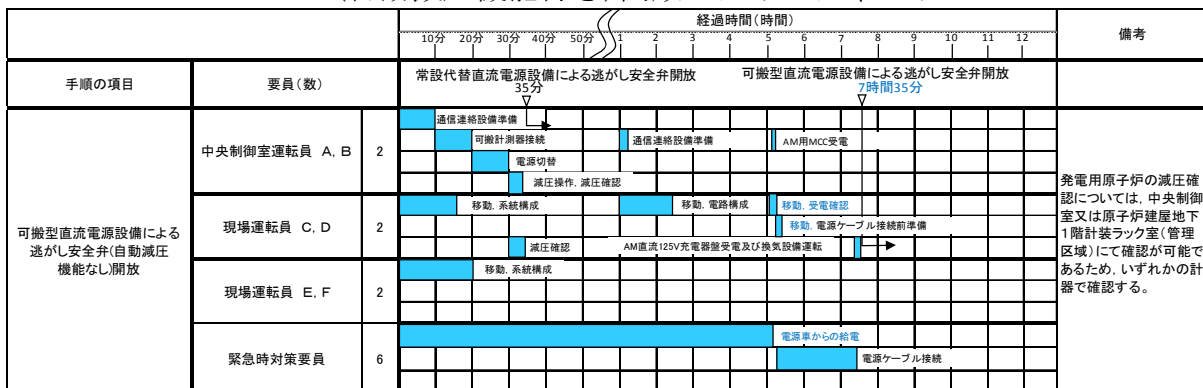 経過時間(時間)
備考
10分 20分 30分 40分 50分 1 2 3 4 5 6 7 8 9 10 11 12
手順の項目
要員(数)
常設代替直流電源設備による逃がし安全弁開放
35分
可搬型直流電源設備による逃がし安全弁開放
7時間35分
可搬型直流電源設備による
逃がし安全弁(自動減圧
機能なし)開放
中央制御室運転員 A, B
2
通信連絡設備準備
可搬計測器接続
通信連絡設備準備
AM用MCC受電
電源切替
減圧操作, 減圧確認
現場運転員 C, D
2
移動, 系統構成
移動, 電路構成
移動, 受電確認
移動, 電源ケーブル接続前準備
減圧確認
AM直流125V充電器盤受電及び換気設備運転
現場運転員 E, F
2
移動, 系統構成
緊急時対策要員
6
電源車からの給電
電源ケーブル接続
発電用原子炉の減圧確
認については, 中央制御
室又は原子炉建屋地下
1階計装ラック室(管理
区域)にて確認が可能で
あるため, いずれかの計
器で確認する。